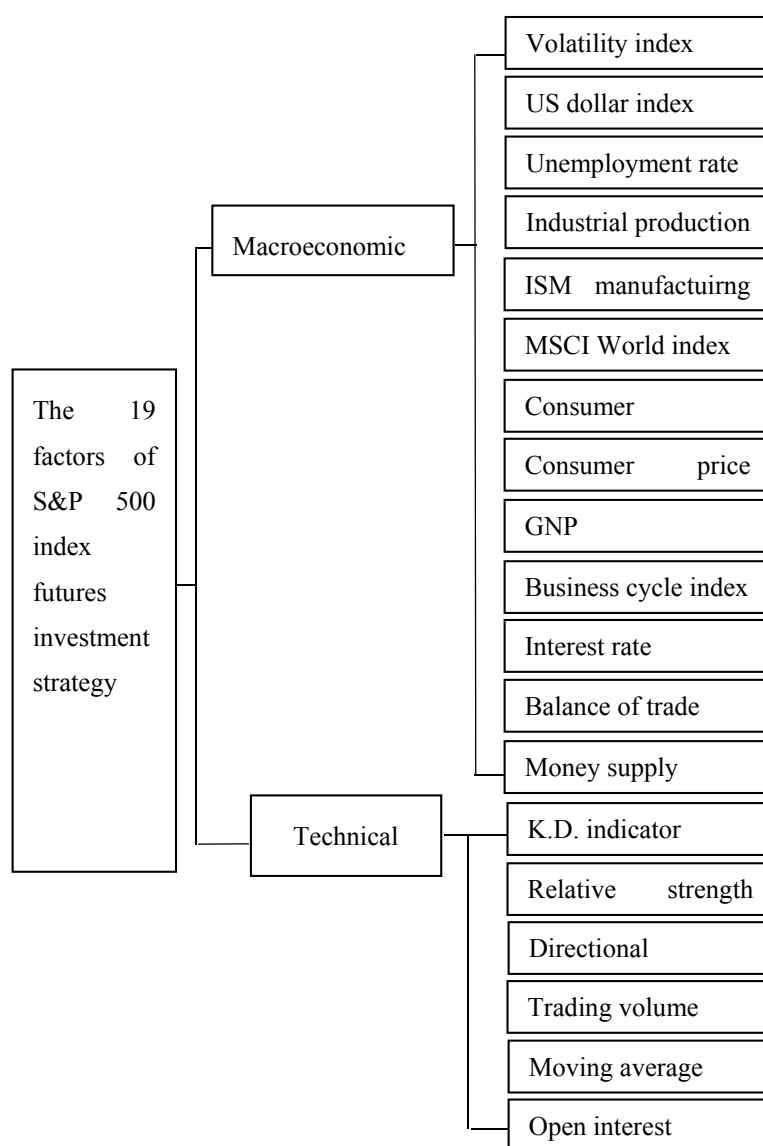 Volatility index
US dollar index
Unemployment rate
Industrial production
Macroeconomic
ISM manufactuirng
MSCI World index
The 19
factors of
S&P 500
index
futures
investment
strategy
Consumer
Consumer price
GNP
Business cycle index
Interest rate
Balance of trade
Money supply
Technical
K.D. indicator
Relative strength
Directional
Trading volume
Moving average
Open interest